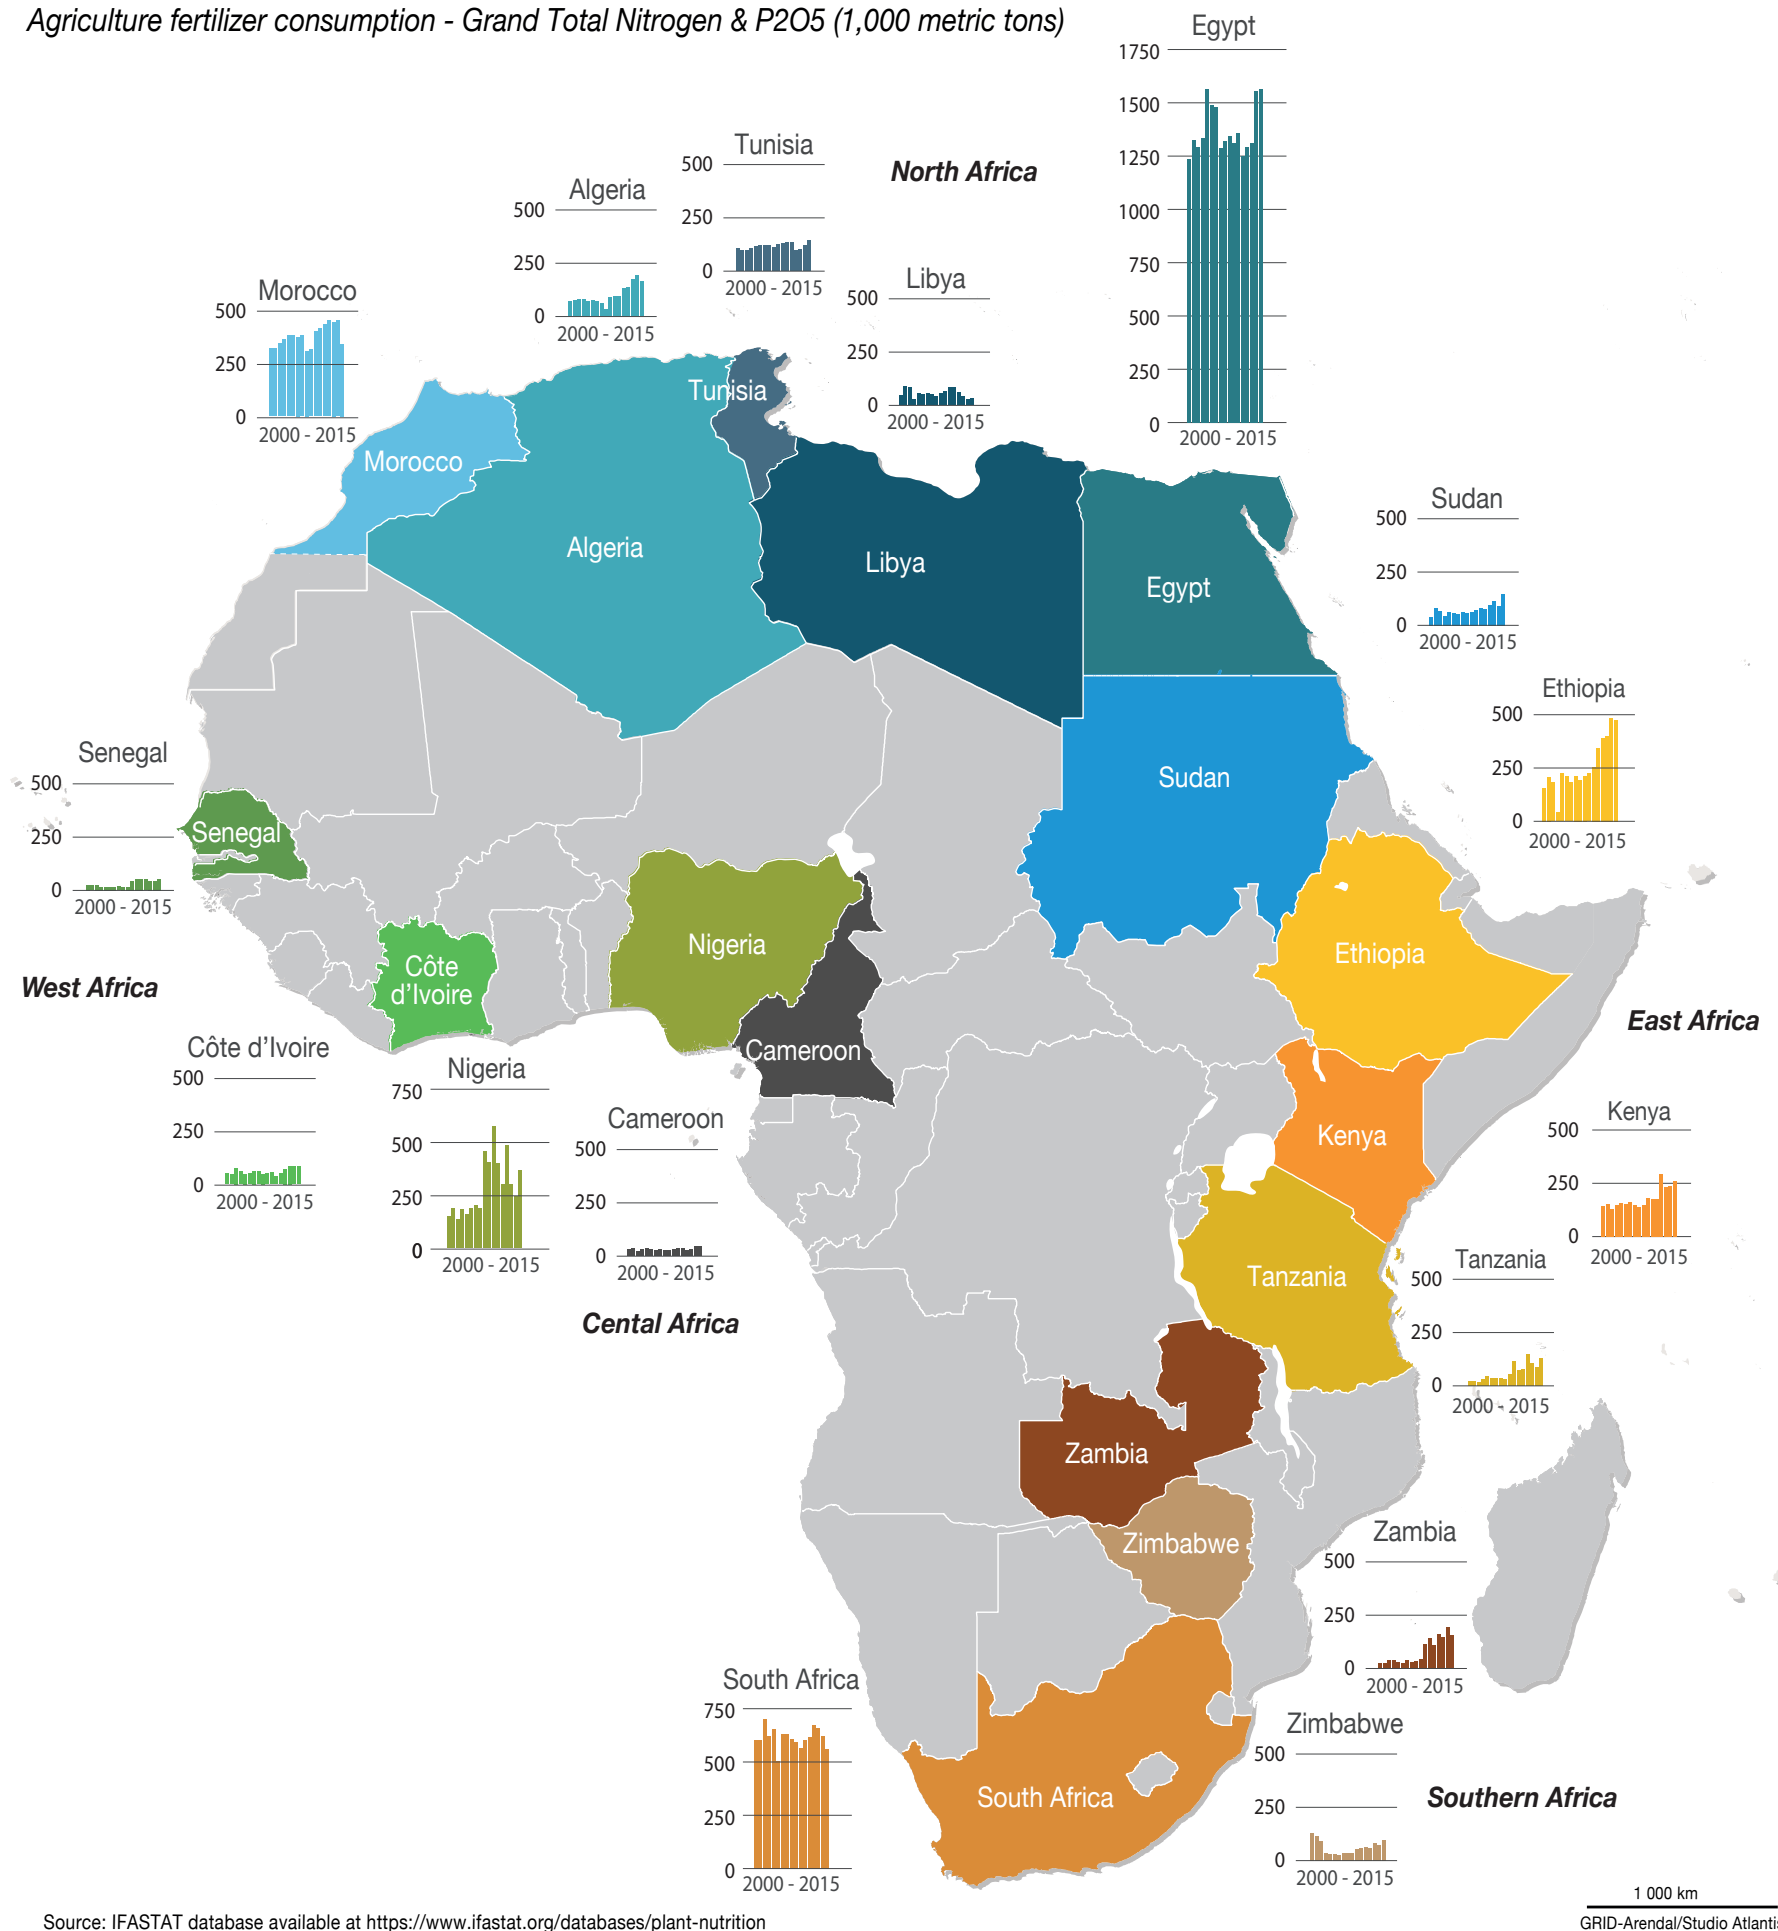 Agriculture fertilizer consumption - Grand Total Nitrogen & P2O5 (1,000 metric tons)
Egypt
1750
1500
1250
1000
750
500
250
0
2000 - 2015
Tunisia
500
250
0
2000 - 2015
North Africa
Algeria
500
250
0
2000 - 2015
Libya
500
250
0
2000 - 2015
Morocco
500
250
0
2000 - 2015
Tunisia
Morocco
Algeria
Libya
Egypt
Sudan
500
250
0
2000 - 2015
Ethiopia
500
250
0
2000 - 2015
Senegal
500
250
0
2000 - 2015
Senegal
Sudan
Nigeria
Ethiopia
Côte
d'Ivoire
West Africa
East Africa
Cameroon
Côte d'Ivoire
500
250
0
2000 - 2015
Nigeria
750
500
250
0
2000 - 2015
Cameroon
500
250
0
2000 - 2015
Cental Africa
Kenya
Kenya
500
250
0
2000 - 2015
Tanzania
Tanzania
500
250
0
2000 - 2015
Zambia
Zimbabwe
Zambia
500
250
0
2000 - 2015
South Africa
750
500
250
0
2000 - 2015
South Africa
Zimbabwe
500
250
0
2000 - 2015
Southern Africa
1 000 km
Source: IFASTAT database available at https://www.ifastat.org/databases/plant-nutrition
GRID-Arendal/Studio Atlantis